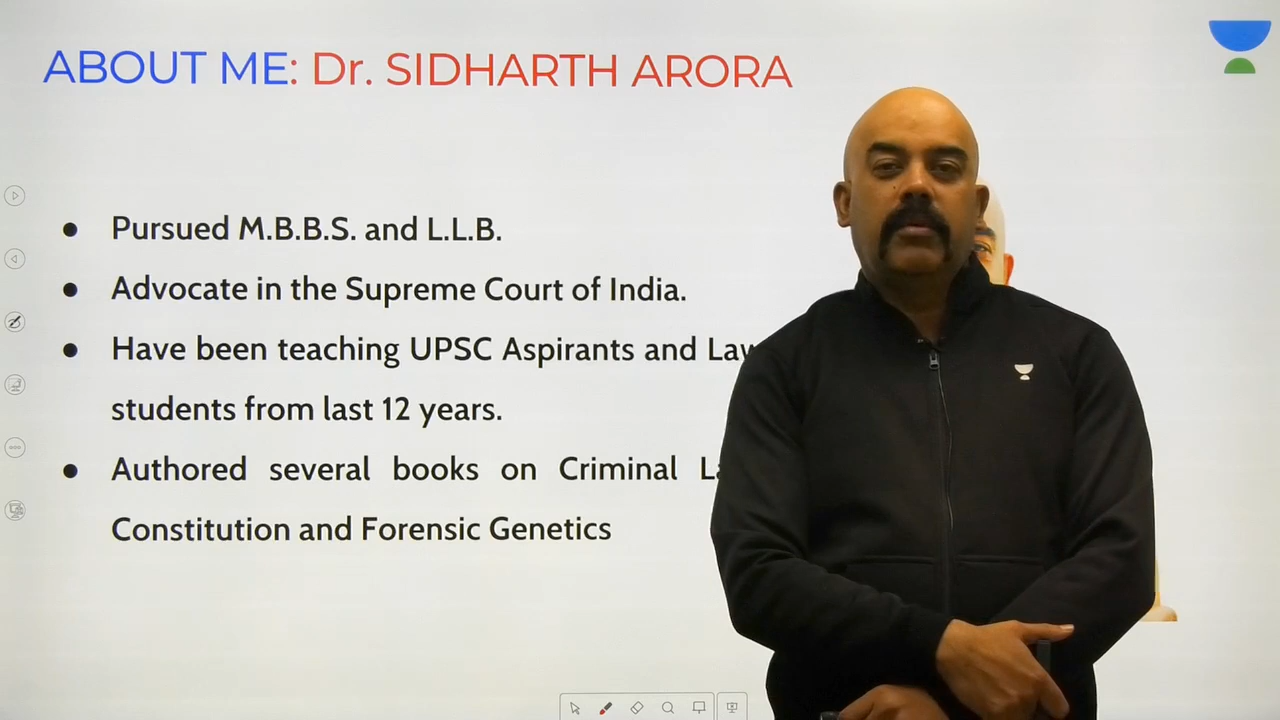 ABOUT ME: Dr. SIDHARTH ARORA
● Pursued M.B.B.S. and L.L.B.
● Advocate in the Supreme Court of India.
● Have been teaching UPSC Aspirants and Law
students from last 12 years.
● Authored several books on Criminal
Constitution and Forensic Genetics